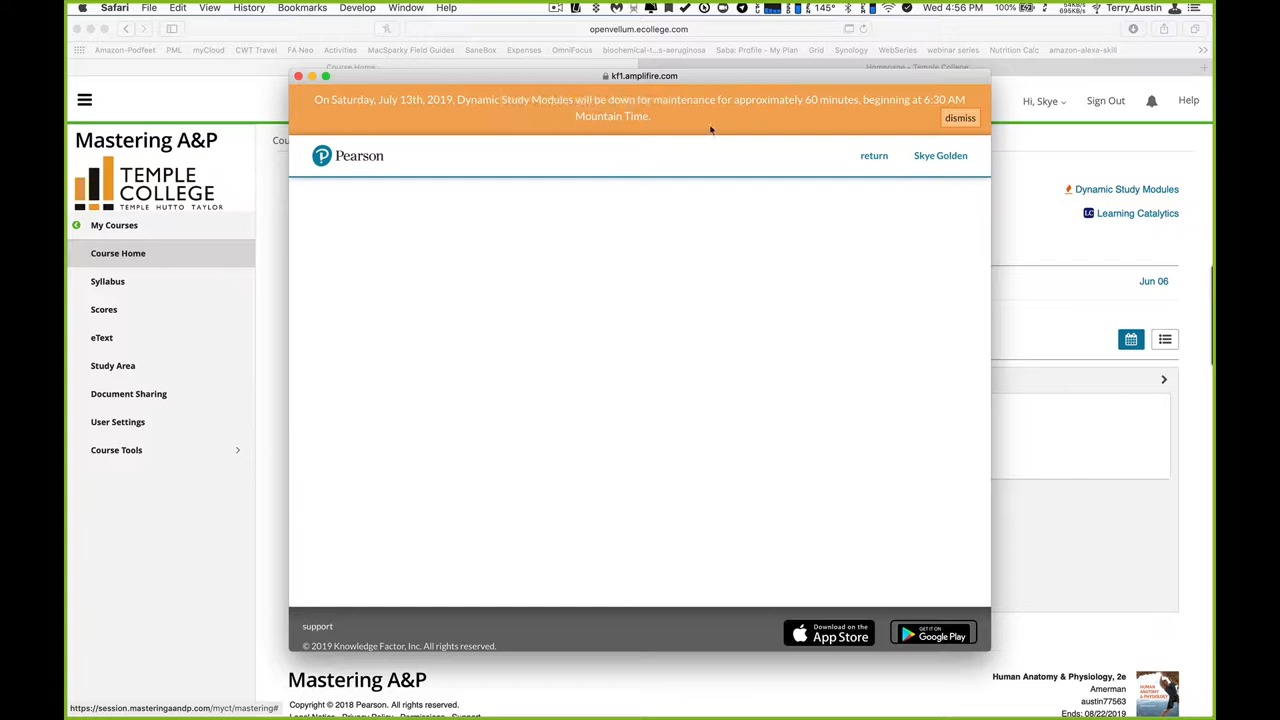 Safari File Edit View History Bookmarks Develop Window Help
145° 100% 695KB/s Wed 4:56 PM Terry_Austin
openvellum.ecollege.com
Amazon-Podfeet PML myCloud CWT Travel FA Neo Activities MacSparky Field Guides SaneBox Expenses OmniFocus biochemical-t...s-aeruginosa Saba: Profile - My Plan Grid Synology WebSeries webinar series Nutrition Calc amazon-alexa-skill
Course Home
Homepage - Temple College
kf1.amplifire.com
On Saturday, July 13th, 2019, Dynamic Study Modules will be down for maintenance for approximately 60 minutes, beginning at 6:30 AM
Mountain Time.
dismiss
Hi, Skye Sign Out Help
Mastering A&P
Cou
Pearson
return Skye Golden
TEMPLE
COLLEGE
TEMPLE HUTTO TAYLOR
Dynamic Study Modules
LC Learning Catalytics
My Courses
Course Home
Syllabus
Scores
eText
Study Area
Document Sharing
User Settings
Course Tools
Jun 06
support
© 2019 Knowledge Factor, Inc. All rights reserved.
Download on the
App Store
GET IT ON
Google Play
Mastering A&P
Copyright © 2018 Pearson. All rights reserved.
Legal Notice Privacy Policy Permissions Support
Human Anatomy & Physiology, 2e
Amerman
austin77563
Ends: 08/22/2019
https://session.masteringaandp.com/myct/mastering#